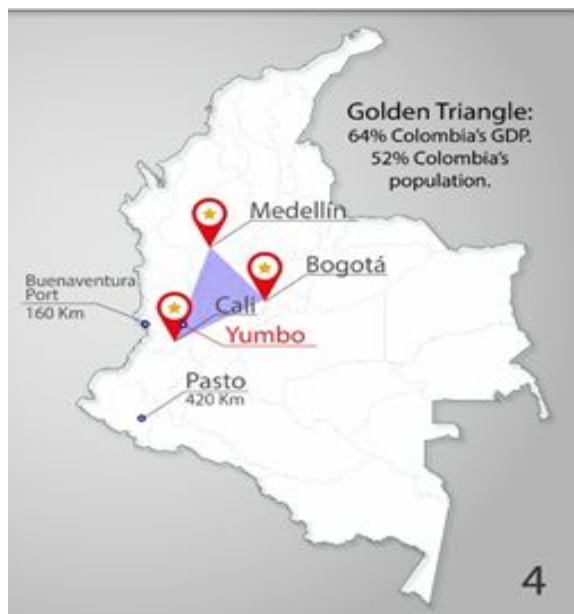 Golden Triangle:
64% Colombia's GDP.
52% Colombia's
population.
Medellín
Bogotá
Buenaventura
Port
160 Km
Cali
Yumbo
Pasto
420 Km
4